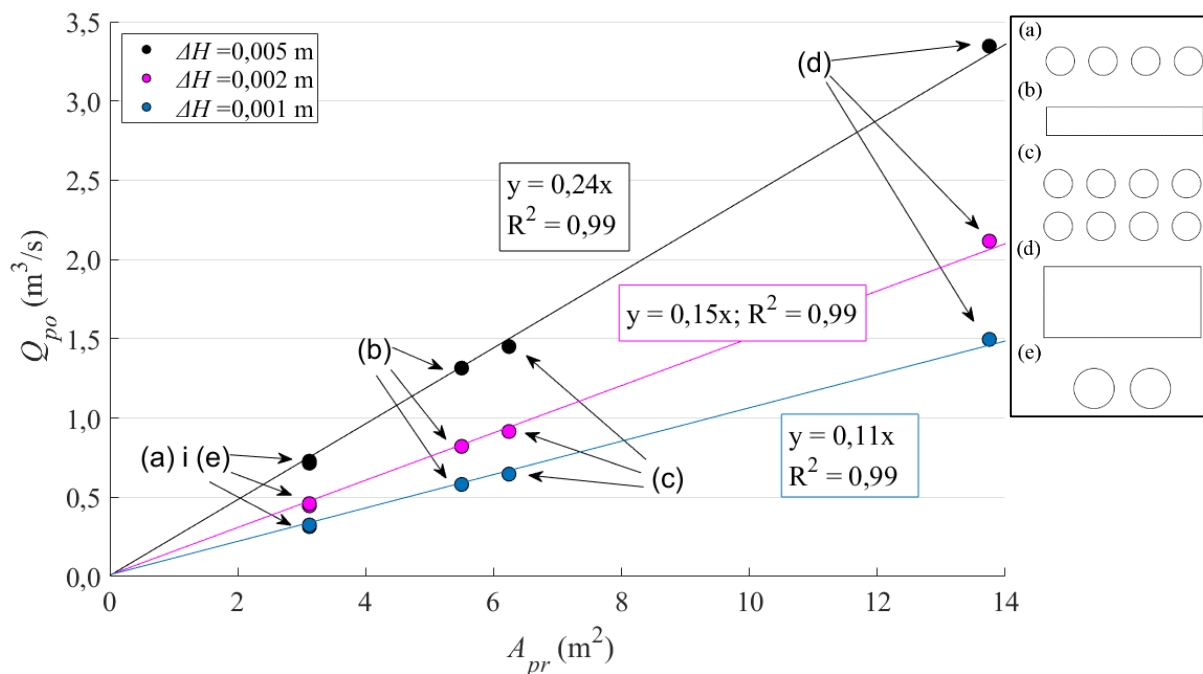 3,5
3,0
2,5
2,0
1,5
1,0
0,5
0,0
Q_po (m³/s)
ΔH =0,005 m
ΔH =0,002 m
ΔH =0,001 m
(d)
y = 0,24x
R² = 0,99
y = 0,15x; R² = 0,99
(b)
(a) i (e)
(c)
y = 0,11x
R² = 0,99
0 2 4 6 8 10 12 14
A_pr (m²)
(a)
(b)
(c)
(d)
(e)